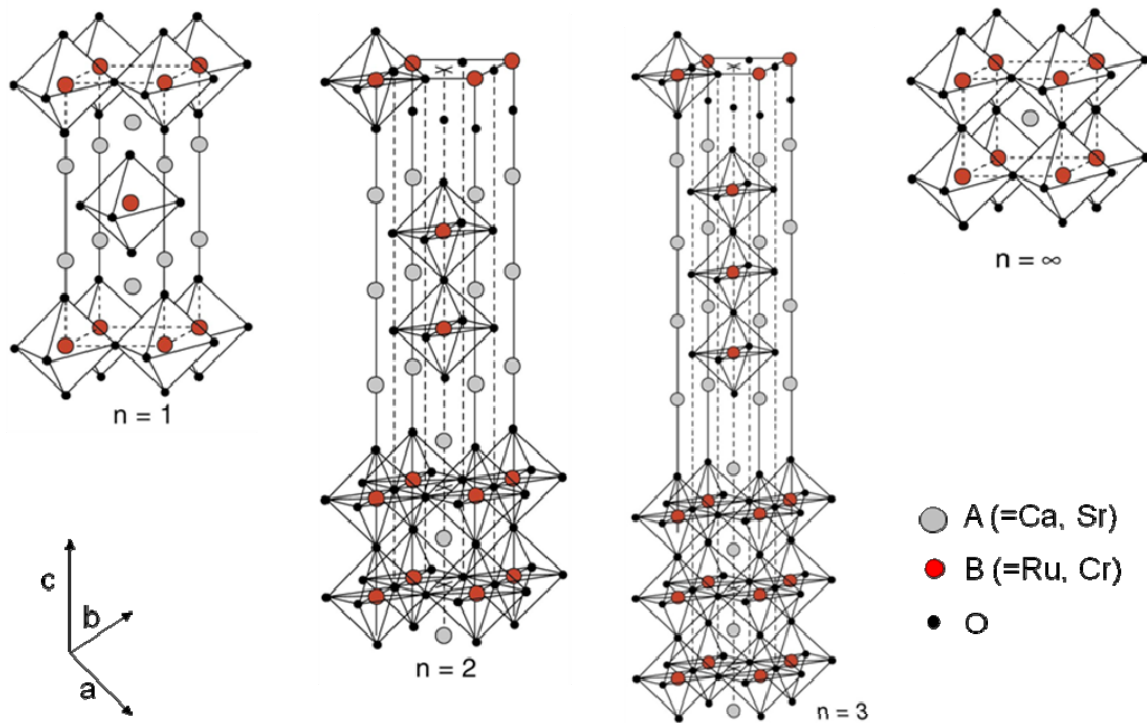 n = 1
n = 2
n = 3
n = ∞
A (=Ca, Sr)
B (=Ru, Cr)
O
c
b
a